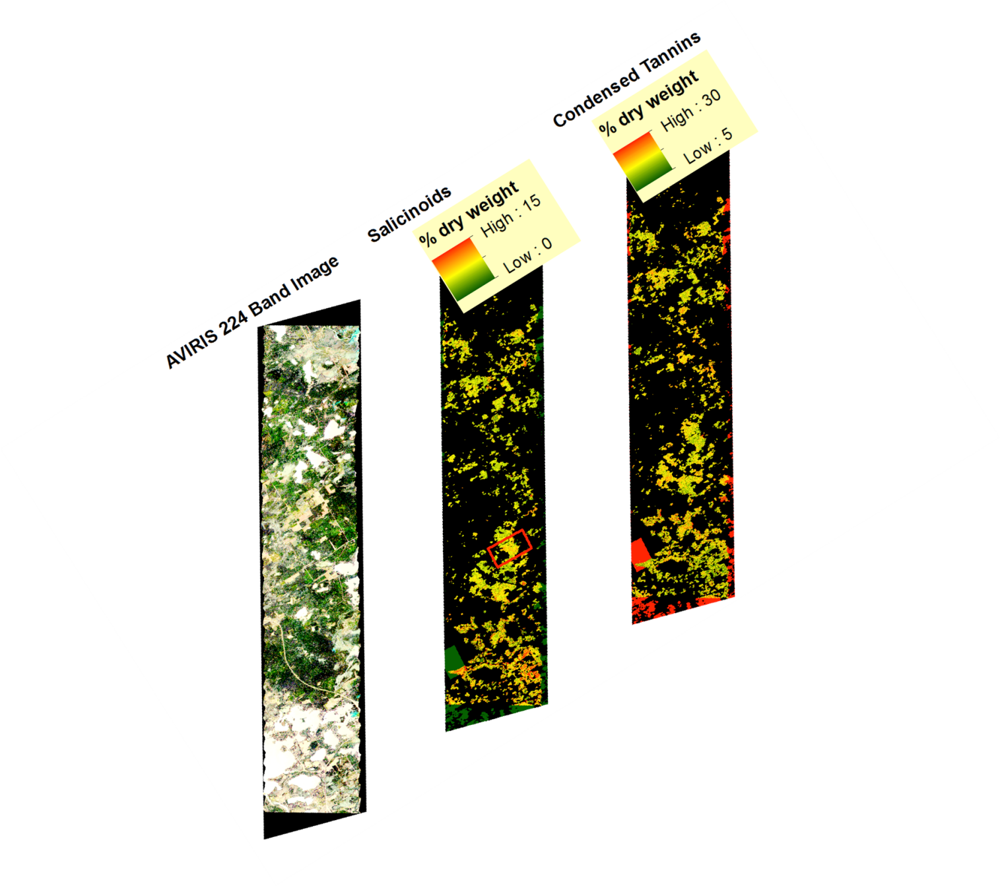 AVIRIS 224 Band Image
Salicinoids
% dry weight
High : 15
Low : 0
Condensed Tannins
% dry weight
High : 30
Low : 5